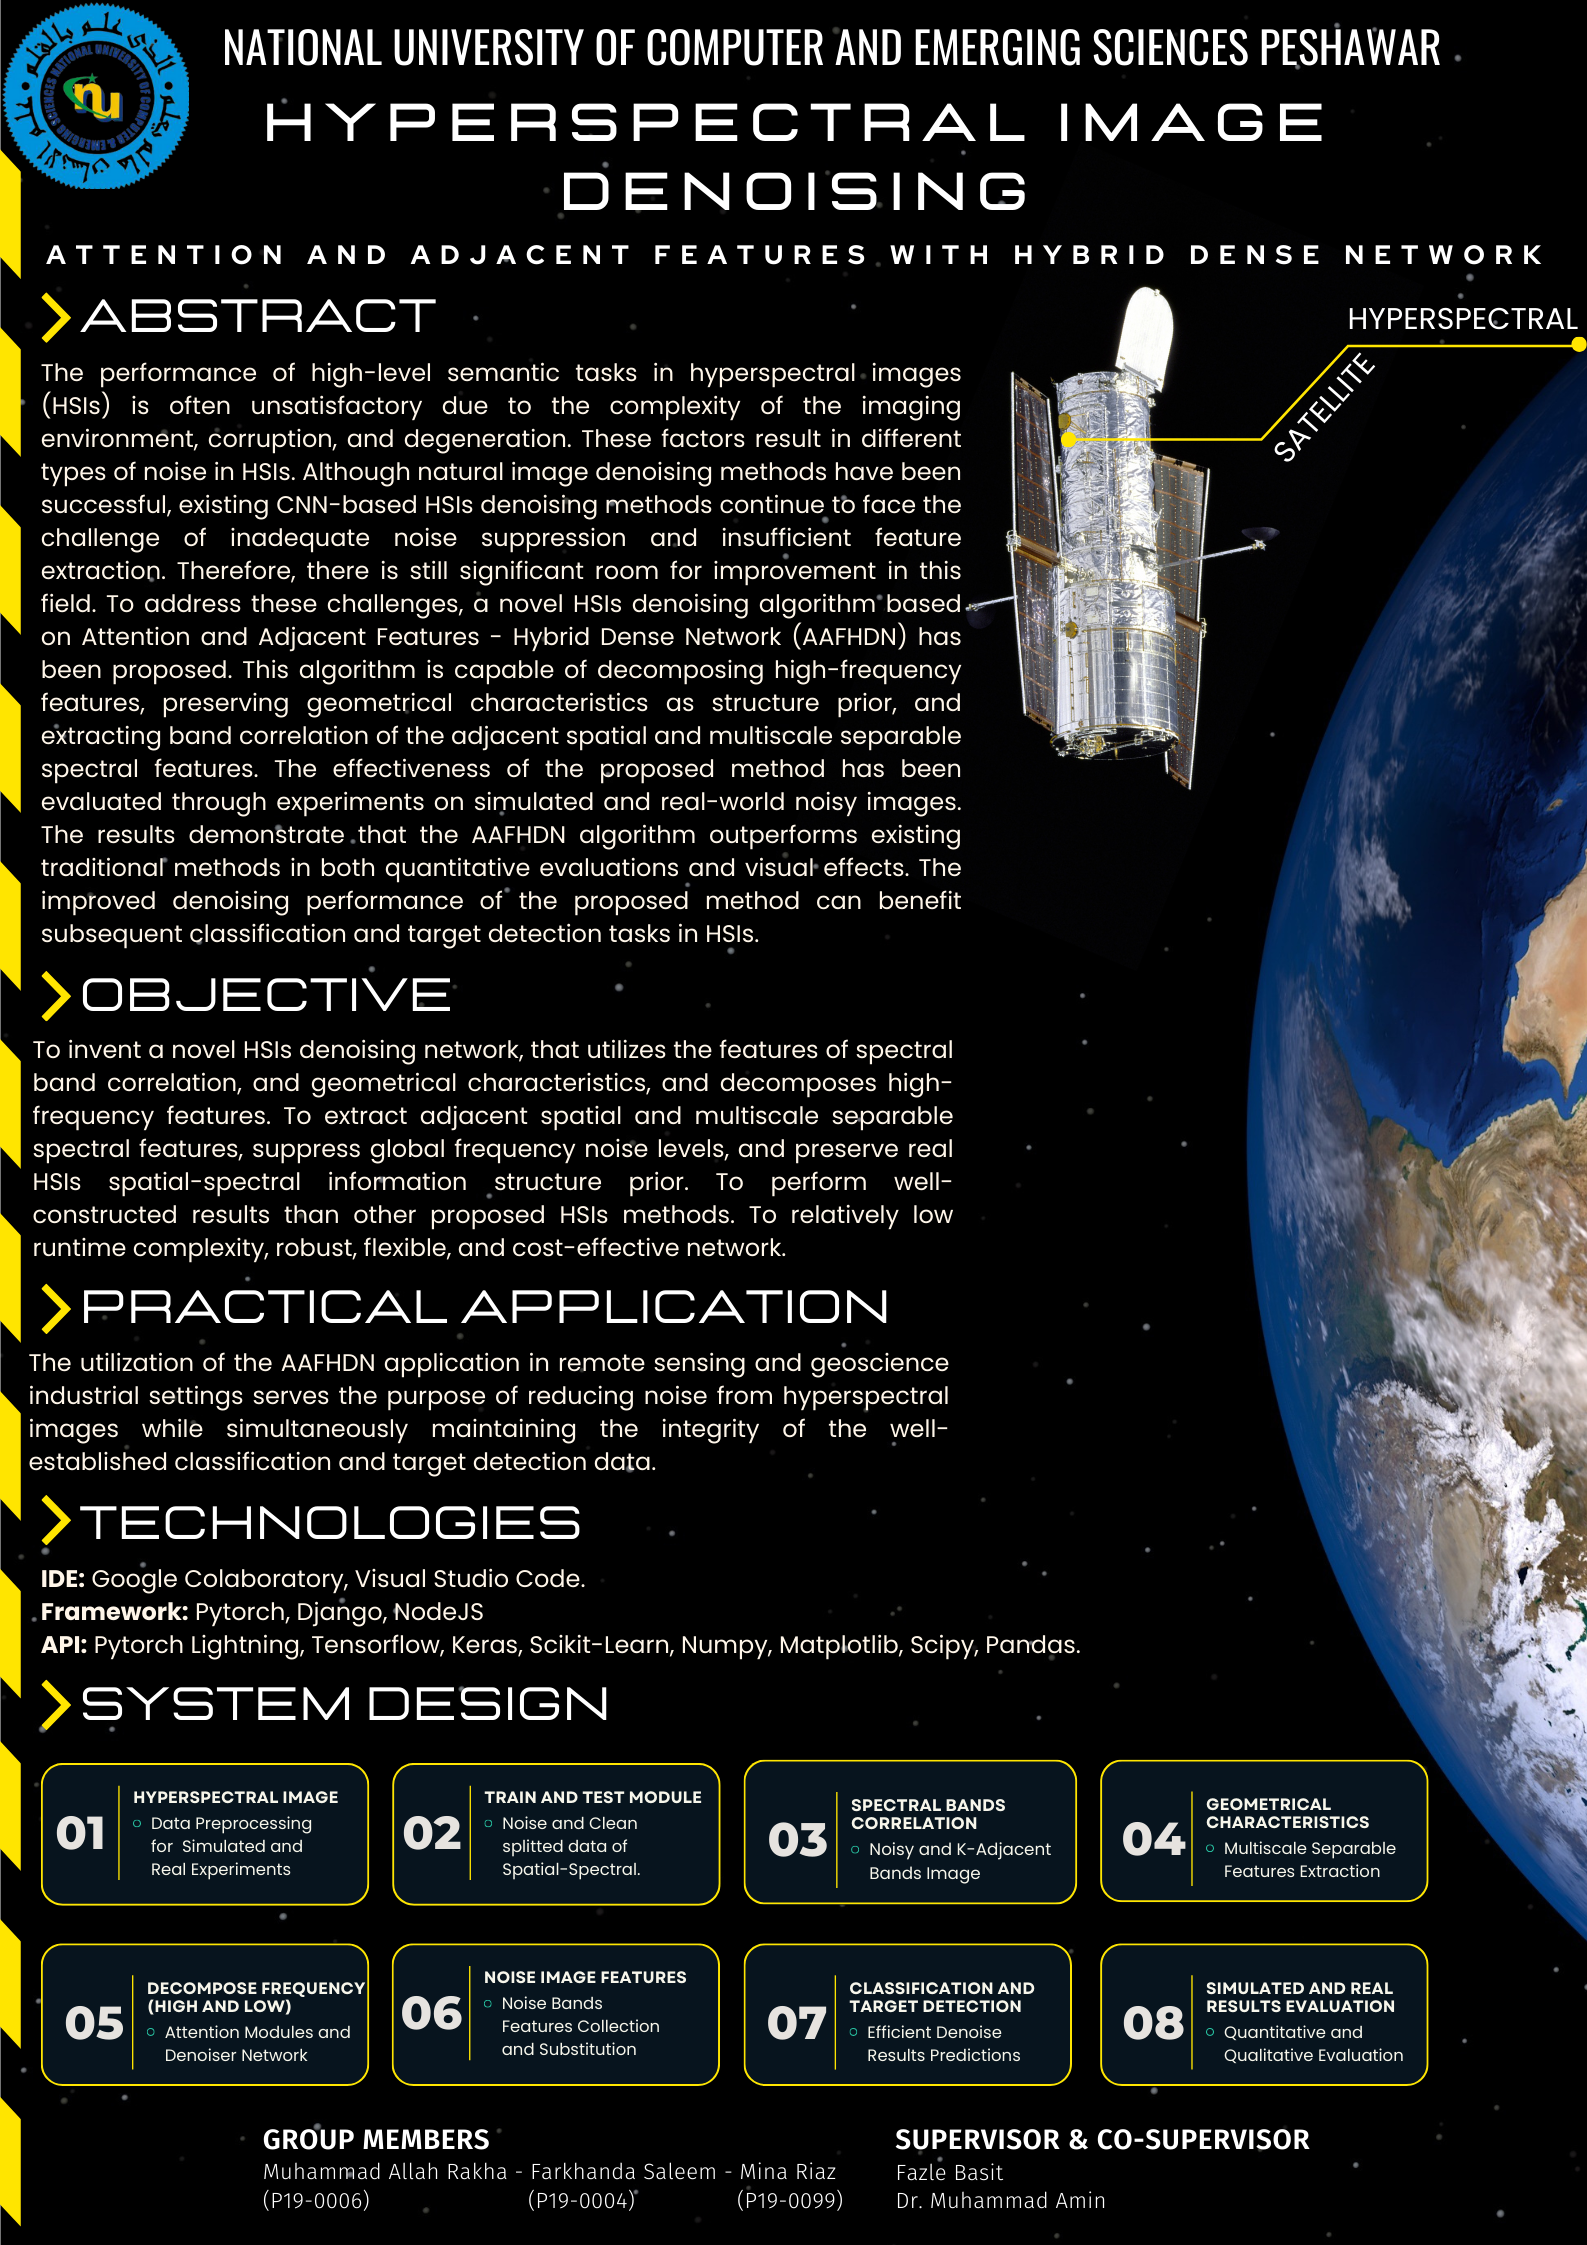 NATIONAL UNIVERSITY OF COMPUTER AND EMERGING SCIENCES PESHAWAR
HYPERSPECTRAL IMAGE
DENOISING
ATTENTION AND ADJACENT FEATURES WITH HYBRID DENSE NETWORK
NATIONAL UNIVERSITY OF COMPUTER & EMERGING SCIENCES
nu
ABSTRACT
The performance of high-level semantic tasks in hyperspectral images
(HSIs) is often unsatisfactory due to the complexity of the imaging
environment, corruption, and degeneration. These factors result in different
types of noise in HSIs. Although natural image denoising methods have been
successful, existing CNN-based HSIs denoising methods continue to face the
challenge of inadequate noise suppression and insufficient feature
extraction. Therefore, there is still significant room for improvement in this
field. To address these challenges, a novel HSIs denoising algorithm based
on Attention and Adjacent Features - Hybrid Dense Network (AAFHDN) has
been proposed. This algorithm is capable of decomposing high-frequency
features, preserving geometrical characteristics as structure prior, and
extracting band correlation of the adjacent spatial and multiscale separable
spectral features. The effectiveness of the proposed method has been
evaluated through experiments on simulated and real-world noisy images.
The results demonstrate that the AAFHDN algorithm outperforms existing
traditional methods in both quantitative evaluations and visual effects. The
improved denoising performance of the proposed method can benefit
subsequent classification and target detection tasks in HSIs.
HYPERSPECTRAL
SATELLITE
OBJECTIVE
To invent a novel HSIs denoising network, that utilizes the features of spectral
band correlation, and geometrical characteristics, and decomposes high-
frequency features. To extract adjacent spatial and multiscale separable
spectral features, suppress global frequency noise levels, and preserve real
HSIs spatial-spectral information structure prior. To perform well-
constructed results than other proposed HSIs methods. To relatively low
runtime complexity, robust, flexible, and cost-effective network.
PRACTICAL APPLICATION
The utilization of the AAFHDN application in remote sensing and geoscience
industrial settings serves the purpose of reducing noise from hyperspectral
images while simultaneously maintaining the integrity of the well-
established classification and target detection data.
TECHNOLOGIES
IDE: Google Colaboratory, Visual Studio Code.
Framework: Pytorch, Django, NodeJS
API: Pytorch Lightning, Tensorflow, Keras, Scikit-Learn, Numpy, Matplotlib, Scipy, Pandas.
SYSTEM DESIGN
01
HYPERSPECTRAL IMAGE
Data Preprocessing
for Simulated and
Real Experiments
02
TRAIN AND TEST MODULE
Noise and Clean
splitted data of
Spatial-Spectral.
03
SPECTRAL BANDS
CORRELATION
Noisy and K-Adjacent
Bands Image
04
GEOMETRICAL
CHARACTERISTICS
Multiscale Separable
Features Extraction
05
DECOMPOSE FREQUENCY
(HIGH AND LOW)
Attention Modules and
Denoiser Network
06
NOISE IMAGE FEATURES
Noise Bands
Features Collection
and Substitution
07
CLASSIFICATION AND
TARGET DETECTION
Efficient Denoise
Results Predictions
08
SIMULATED AND REAL
RESULTS EVALUATION
Quantitative and
Qualitative Evaluation
GROUP MEMBERS
Muhammad Allah Rakha - Farkhanda Saleem - Mina Riaz
(P19-0006) (P19-0004) (P19-0099)
SUPERVISOR & CO-SUPERVISOR
Fazle Basit
Dr. Muhammad Amin